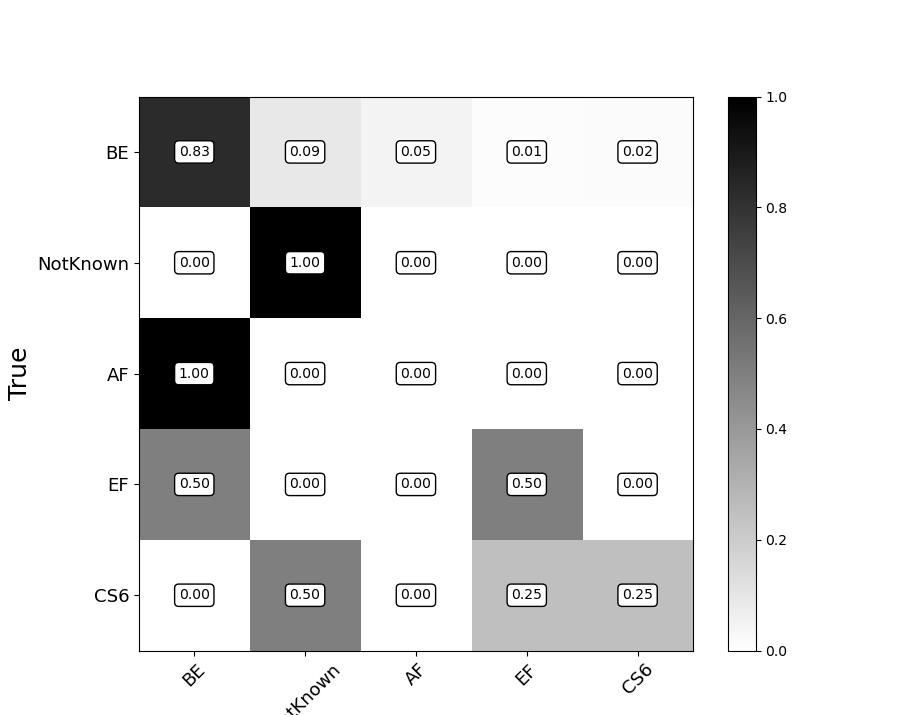 1.0
BE 0.83 0.09 0.05 0.01 0.02
0.8
NotKnown 0.00 1.00 0.00 0.00 0.00
0.6
True
AF 1.00 0.00 0.00 0.00 0.00
0.4
EF 0.50 0.00 0.00 0.50 0.00
0.2
CS6 0.00 0.50 0.00 0.25 0.25
0.0
BE tKnown AF EF CS6